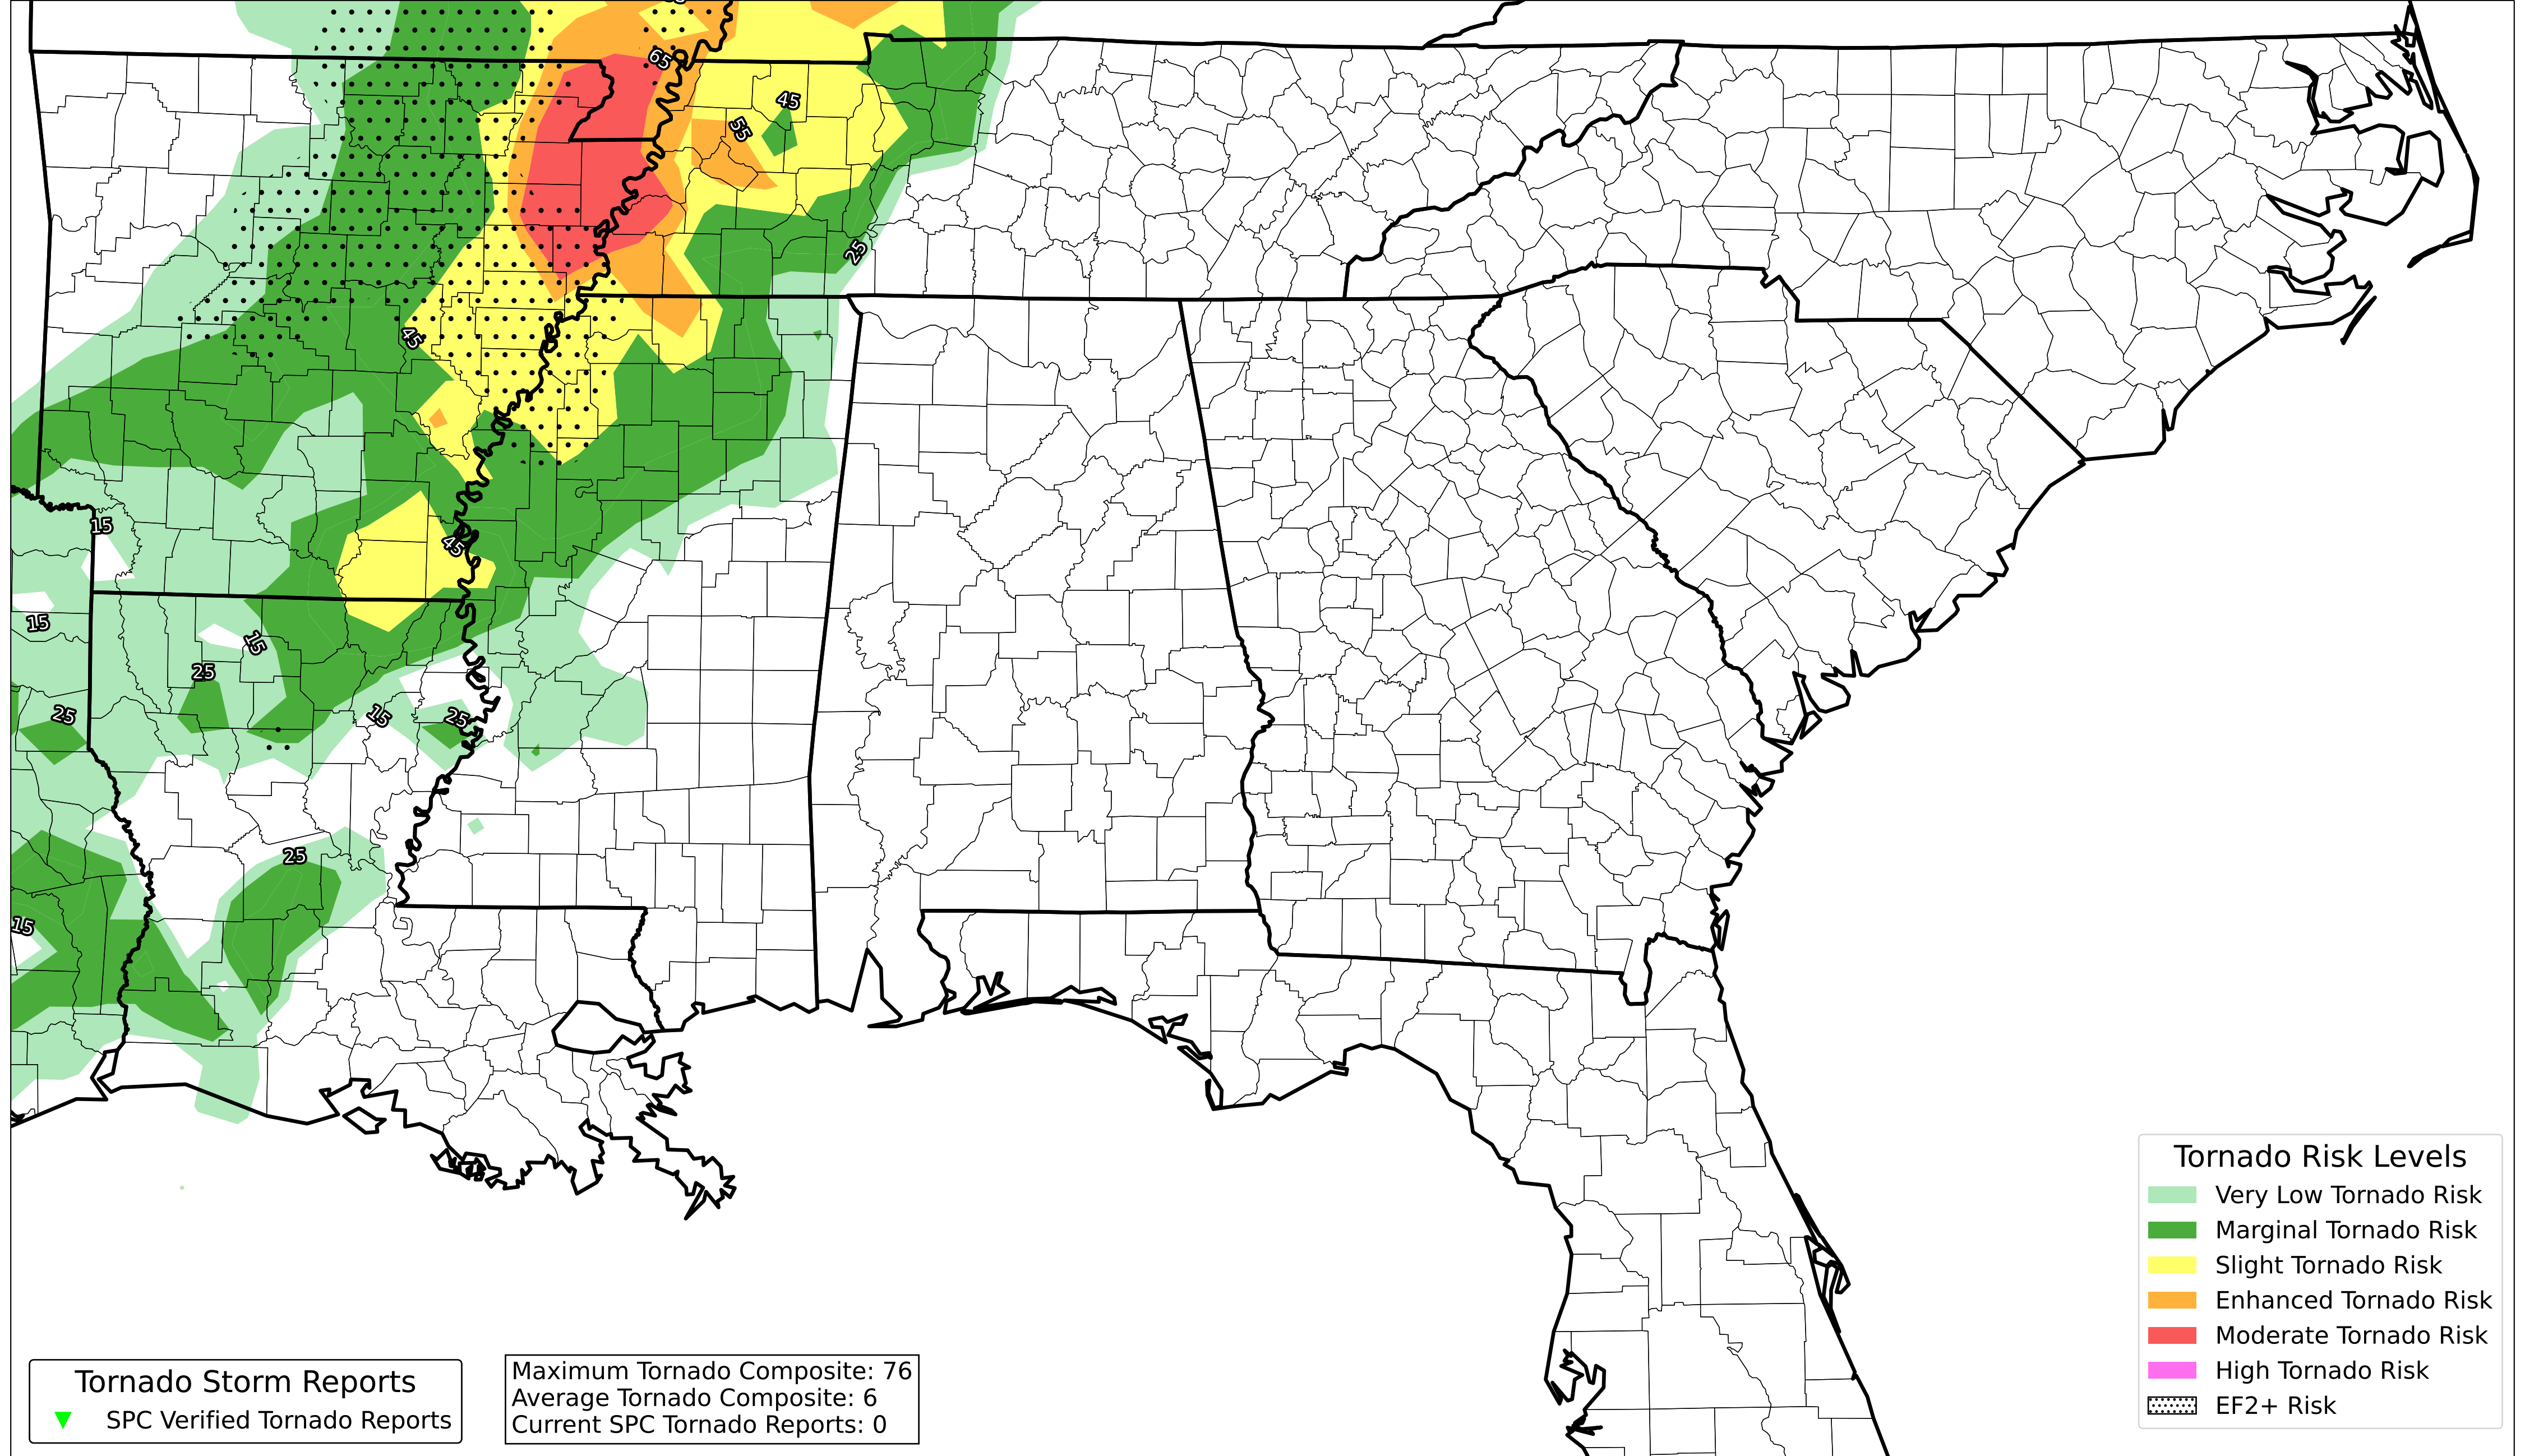 65
45
55
25
45
15
45
15
15
25
25
15
25
25
15
Tornado Risk Levels
Very Low Tornado Risk
Marginal Tornado Risk
Slight Tornado Risk
Enhanced Tornado Risk
Moderate Tornado Risk
High Tornado Risk
EF2+ Risk
Tornado Storm Reports
SPC Verified Tornado Reports
Maximum Tornado Composite: 76
Average Tornado Composite: 6
Current SPC Tornado Reports: 0